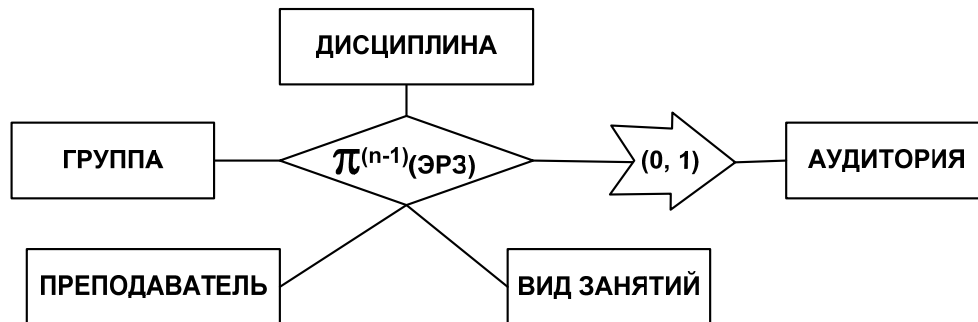 ДИСЦИПЛИНА
ГРУППА
π(n-1)(ЭРЗ)
(0, 1)
АУДИТОРИЯ
ПРЕПОДАВАТЕЛЬ
ВИД ЗАНЯТИЙ